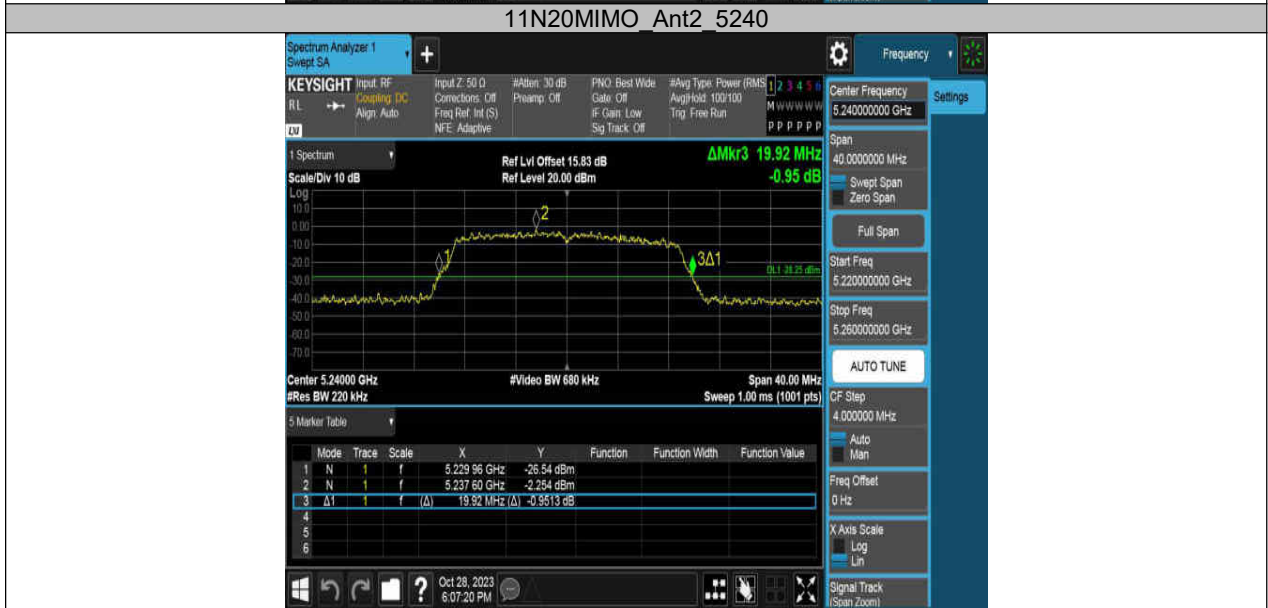 11N20MIMO_Ant2_5240
Spectrum Analyzer 1
Swept SA
+
Frequency
KEYSIGHT
RL
LXI
Input: RF
Coupling: DC
Align: Auto
Input Z: 50 Ω
Corrections: Off
Freq Ref: Int (S)
NFE: Adaptive
#Atten: 30 dB
Preamp: Off
PNO: Best Wide
Gate: Off
IF Gain: Low
Sig Track: Off
#Avg Type: Power (RMS
Avg|Hold: 100/100
Trig: Free Run
1 2 3 4 5 6
M W W W W W
P P P P P P
Center Frequency
5.240000000 GHz
Settings
Span
40.0000000 MHz
Swept Span
Zero Span
Full Span
Start Freq
5.220000000 GHz
Stop Freq
5.260000000 GHz
AUTO TUNE
CF Step
4.000000 MHz
Auto
Man
Freq Offset
0 Hz
X Axis Scale
Log
Lin
Signal Track
(Span Zoom)
1 Spectrum
Scale/Div 10 dB
Ref Lvl Offset 15.83 dB
Ref Level 20.00 dBm
ΔMkr3 19.92 MHz
-0.95 dB
Log
10.0
0.00
-10.0
-20.0
-30.0
-40.0
-50.0
-60.0
-70.0
1
2
3Δ1
DL1 -28.25 dBm
Center 5.24000 GHz
#Res BW 220 kHz
#Video BW 680 kHz
Span 40.00 MHz
Sweep 1.00 ms (1001 pts)
5 Marker Table
Mode Trace Scale X Y Function Function Width Function Value
1 N 1 f 5.229 96 GHz -26.54 dBm
2 N 1 f 5.237 60 GHz -2.254 dBm
3 Δ1 1 f (Δ) 19.92 MHz (Δ) -0.9513 dB
4
5
6
?
Oct 28, 2023
6:07:20 PM